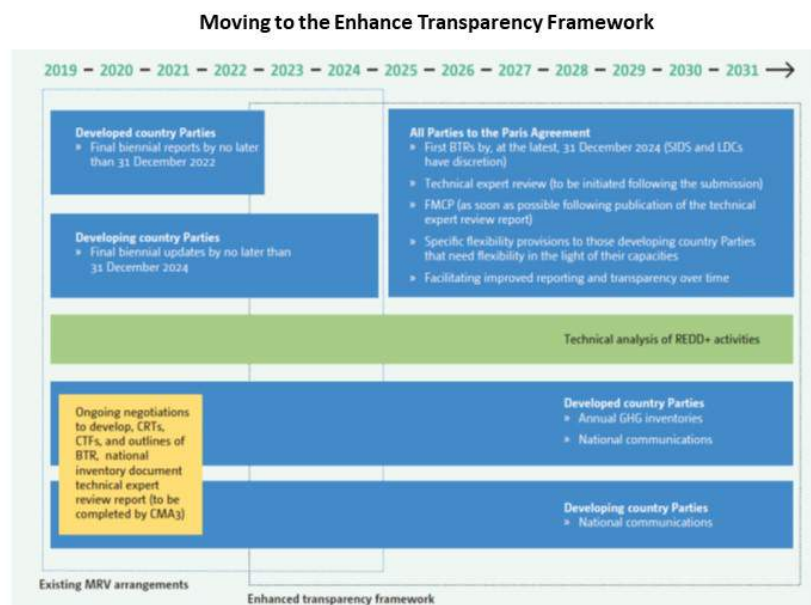 Moving to the Enhance Transparency Framework
2019 – 2020 – 2021 – 2022 – 2023 – 2024 – 2025 – 2026 – 2027 – 2028 – 2029 – 2030 – 2031 →
Developed country Parties
» Final biennial reports by no later
than 31 December 2022
Developing country Parties
» Final biennial updates by no later than
31 December 2024
All Parties to the Paris Agreement
» First BTRs by, at the latest, 31 December 2024 (SIDS and LDCs
have discretion)
» Technical expert review (to be initiated following the submission)
» FMCP (as soon as possible following publication of the technical
expert review report)
» Specific flexibility provisions to those developing country Parties
that need flexibility in the light of their capacities
» Facilitating improved reporting and transparency over time
Technical analysis of REDD+ activities
Ongoing negotiations
to develop, CRTs,
CTFs, and outlines of
BTR, national
inventory document
technical expert
review report (to be
completed by CMA3)
Developed country Parties
» Annual GHG inventories
» National communications
Developing country Parties
» National communications
Existing MRV arrangements
Enhanced transparency framework